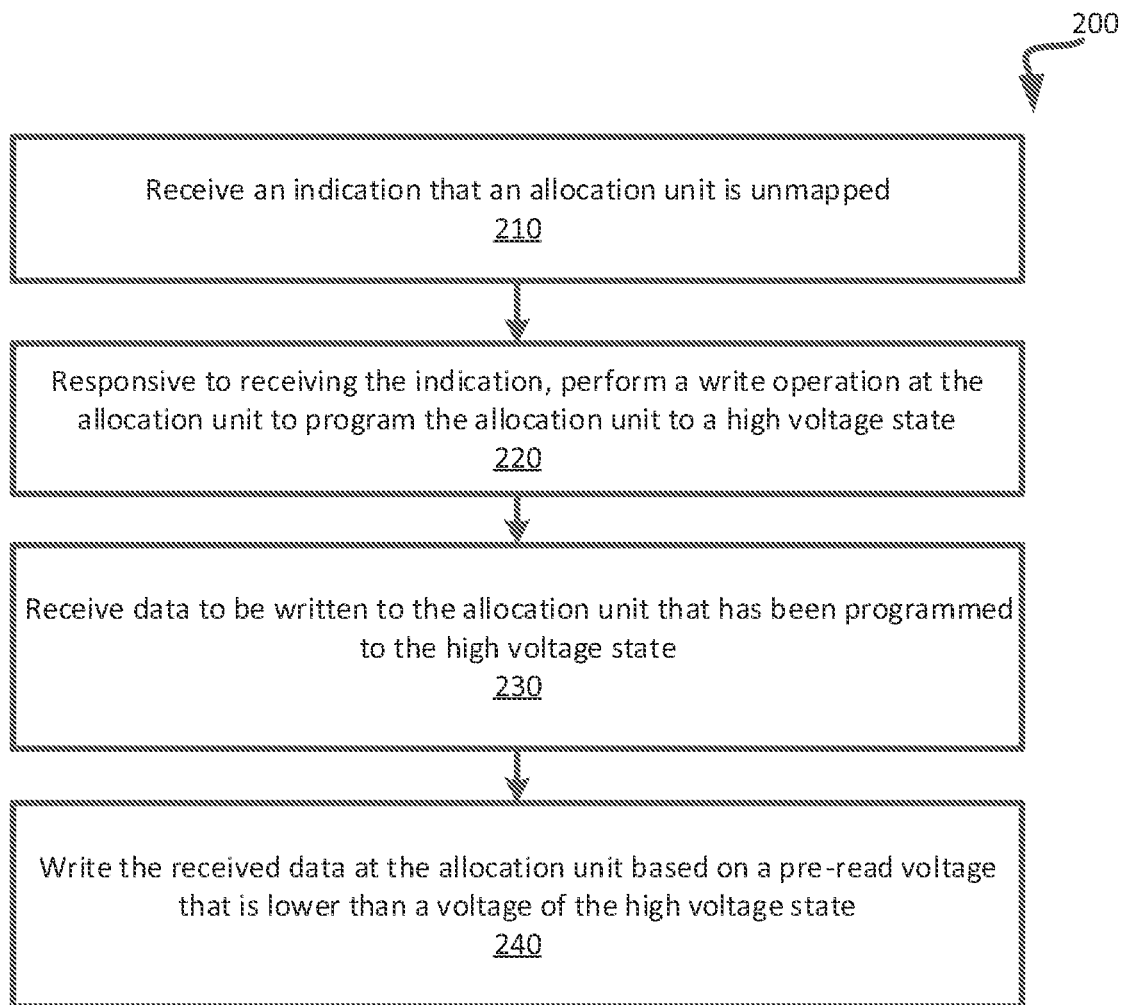 200
Receive an indication that an allocation unit is unmapped
210
Responsive to receiving the indication, perform a write operation at the
allocation unit to program the allocation unit to a high voltage state
220
Receive data to be written to the allocation unit that has been programmed
to the high voltage state
230
Write the received data at the allocation unit based on a pre-read voltage
that is lower than a voltage of the high voltage state
240